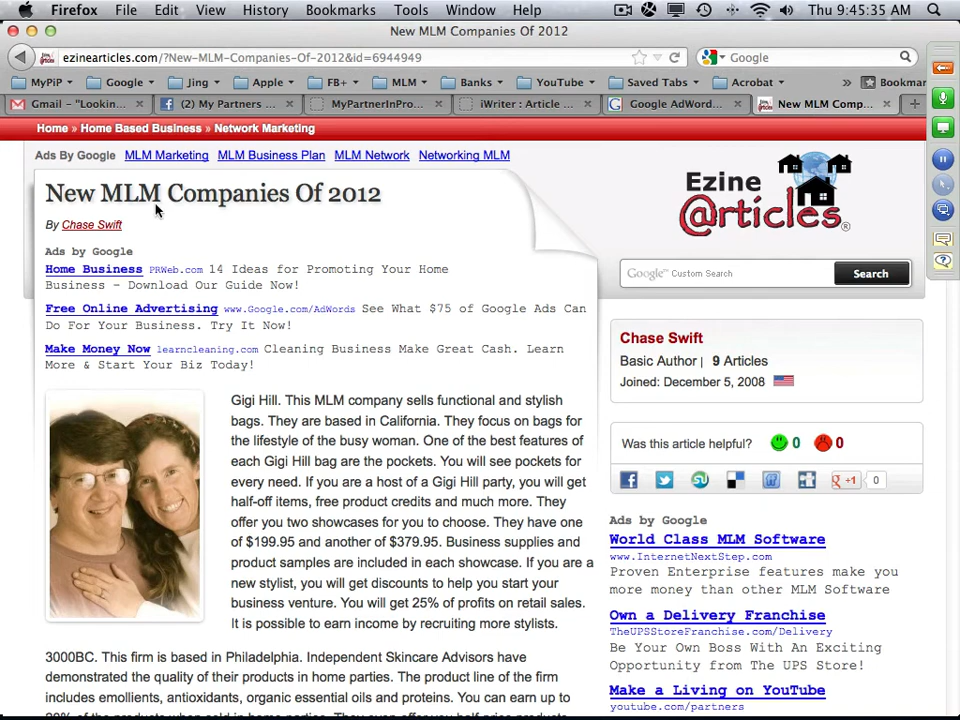 Firefox File Edit View History Bookmarks Tools Window Help Thu 9:45:35 AM
New MLM Companies Of 2012
ezinearticles.com/?New-MLM-Companies-Of-2012&id=6944949 Google
MyPiP Google Jing Apple FB+ MLM Banks YouTube Saved Tabs Acrobat » Bookmar
Gmail - "Lookin... (2) My Partners ... MyPartnerInPro... iWriter : Article ... Google AdWord... New MLM Comp...
Home » Home Based Business » Network Marketing
Ads By Google MLM Marketing MLM Business Plan MLM Network Networking MLM
New MLM Companies Of 2012
By Chase Swift
Ads by Google
Home Business PRWeb.com 14 Ideas for Promoting Your Home
Business - Download Our Guide Now!
Free Online Advertising www.Google.com/AdWords See What $75 of Google Ads Can
Do For Your Business. Try It Now!
Make Money Now learncleaning.com Cleaning Business Make Great Cash. Learn
More & Start Your Biz Today!
Gigi Hill. This MLM company sells functional and stylish
bags. They are based in California. They focus on bags for
the lifestyle of the busy woman. One of the best features of
each Gigi Hill bag are the pockets. You will see pockets for
every need. If you are a host of a Gigi Hill party, you will get
half-off items, free product credits and much more. They
offer you two showcases for you to choose. They have one
of $199.95 and another of $379.95. Business supplies and
product samples are included in each showcase. If you are a
new stylist, you will get discounts to help you start your
business venture. You will get 25% of profits on retail sales.
It is possible to earn income by recruiting more stylists.
3000BC. This firm is based in Philadelphia. Independent Skincare Advisors have
demonstrated the quality of their products in home parties. The product line of the firm
includes emollients, antioxidants, organic essential oils and proteins. You can earn up to
Ezine
@rticles®
Google™ Custom Search Search
Chase Swift
Basic Author | 9 Articles
Joined: December 5, 2008
Was this article helpful? 0 0
+1 0
Ads by Google
World Class MLM Software
www.InternetNextStep.com
Proven Enterprise features make you
more money than other MLM Software
Own a Delivery Franchise
TheUPSStoreFranchise.com/Delivery
Be Your Own Boss With An Exciting
Opportunity from The UPS Store!
Make a Living on YouTube
youtube.com/partners